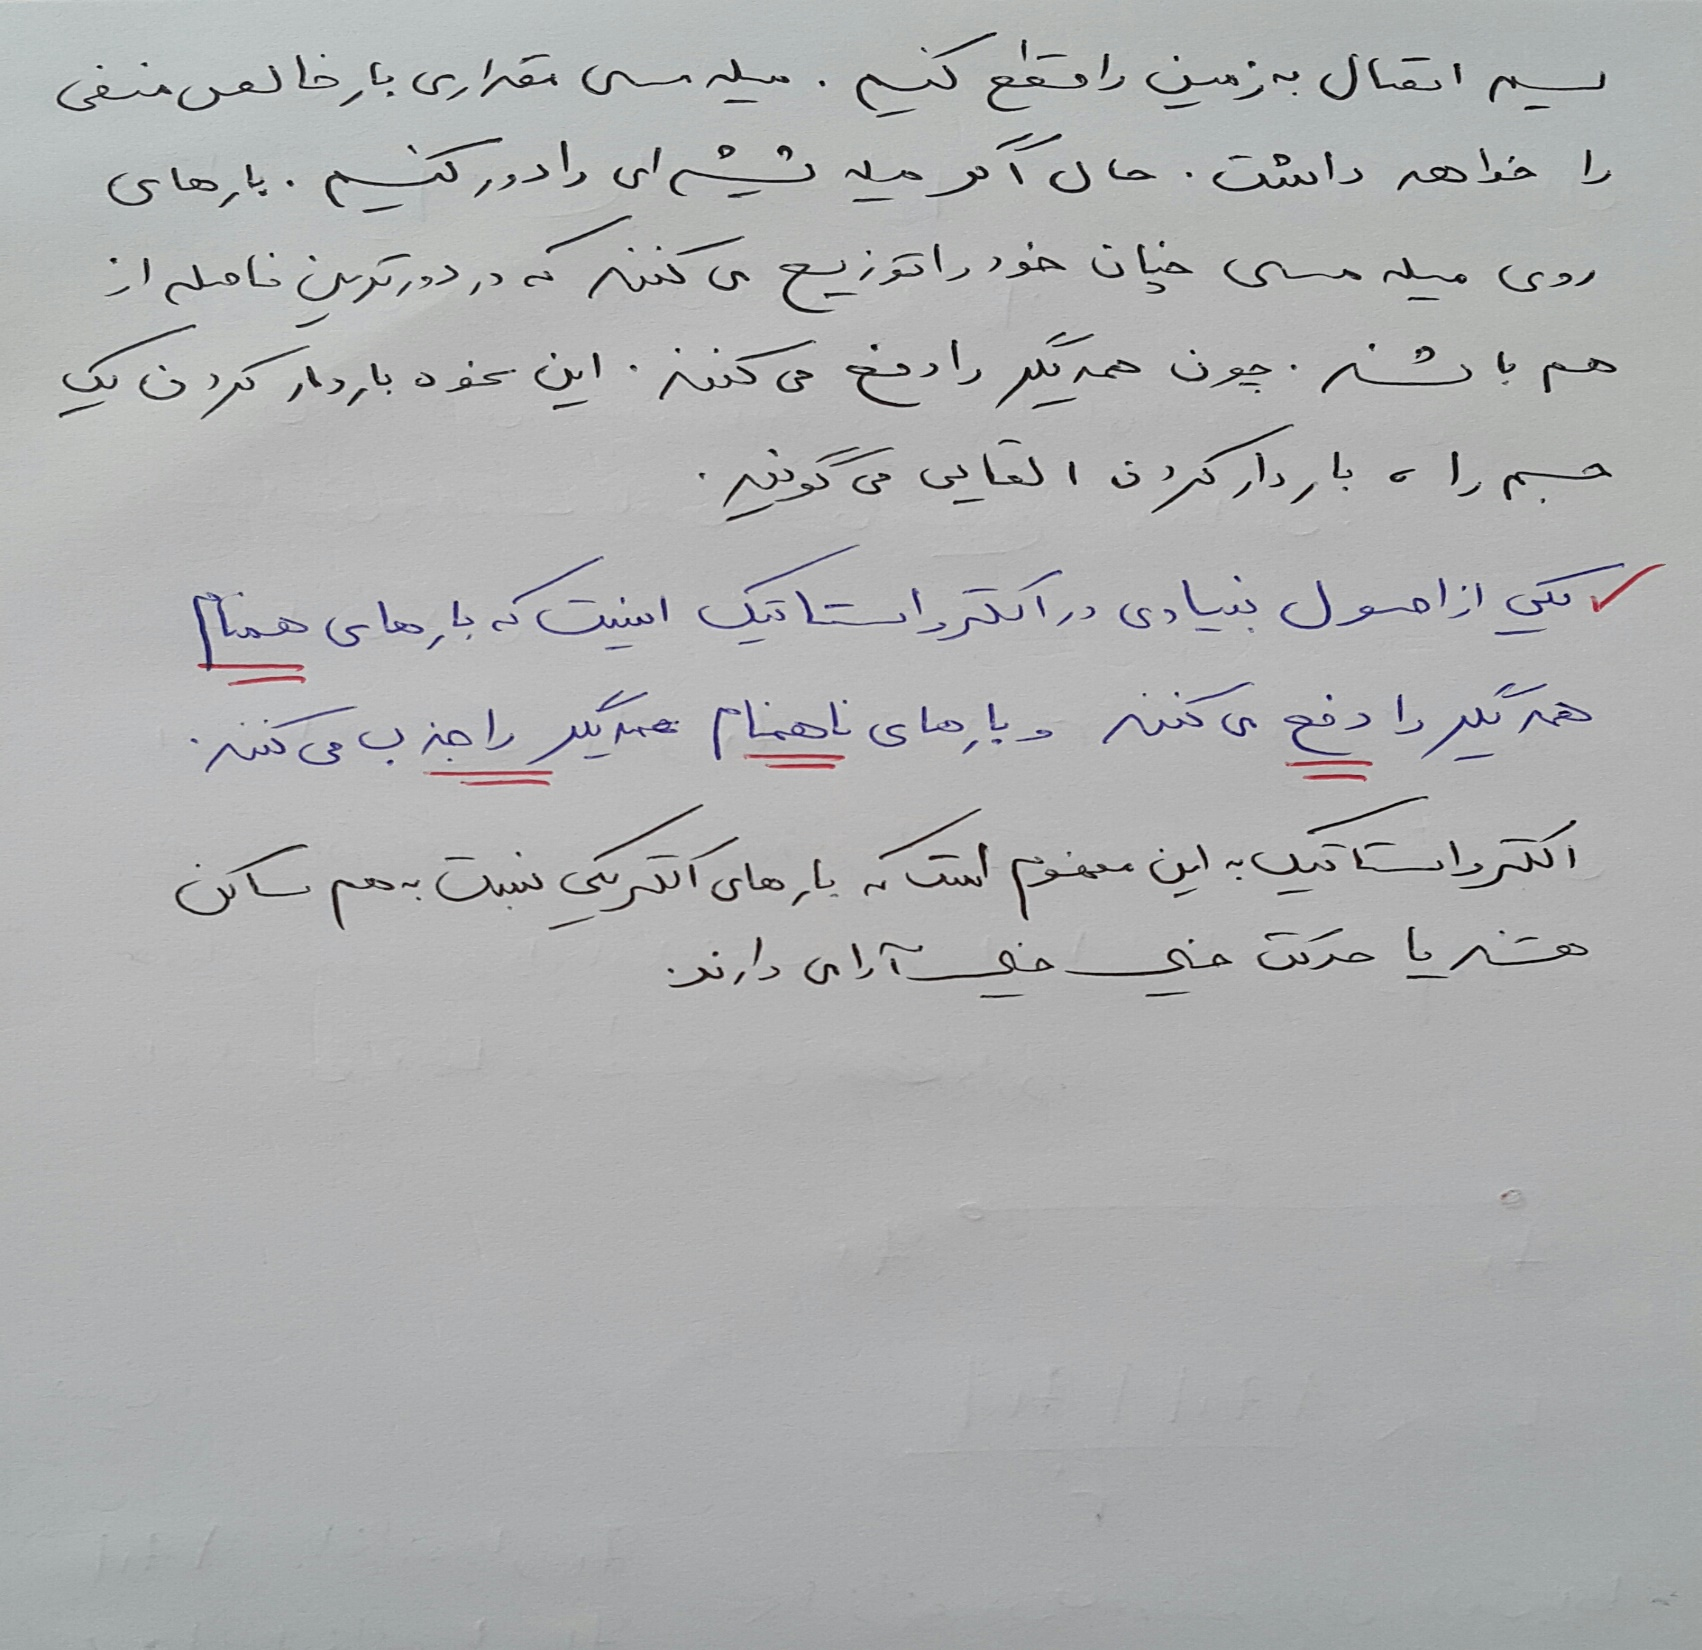 سیم اتصال به زمین را قطع کنیم . میله مسی مقداری بار خالص منفی
را خواهد داشت . حال اگر میله شیشه ای را دور کنیم . بارهای
روی میله مسی چنان خود را توزیع می کنند که در دورترین فاصله از
هم باشند . چون همدیگر را دفع می کنند . این نحوه باردار کردن یک
جسم را ، باردار کردن القایی می گویند .
✓ یکی از اصول بنیادی در الکترواستاتیک اینست که بارهای همنام
همدیگر را دفع می کنند و بارهای ناهمنام همدیگر را جذب می کنند .
الکترواستاتیک به این مفهوم است که بارهای الکتریکی نسبت به هم ساکن
هستند یا حرکت خیلی خیلی آرامی دارند .